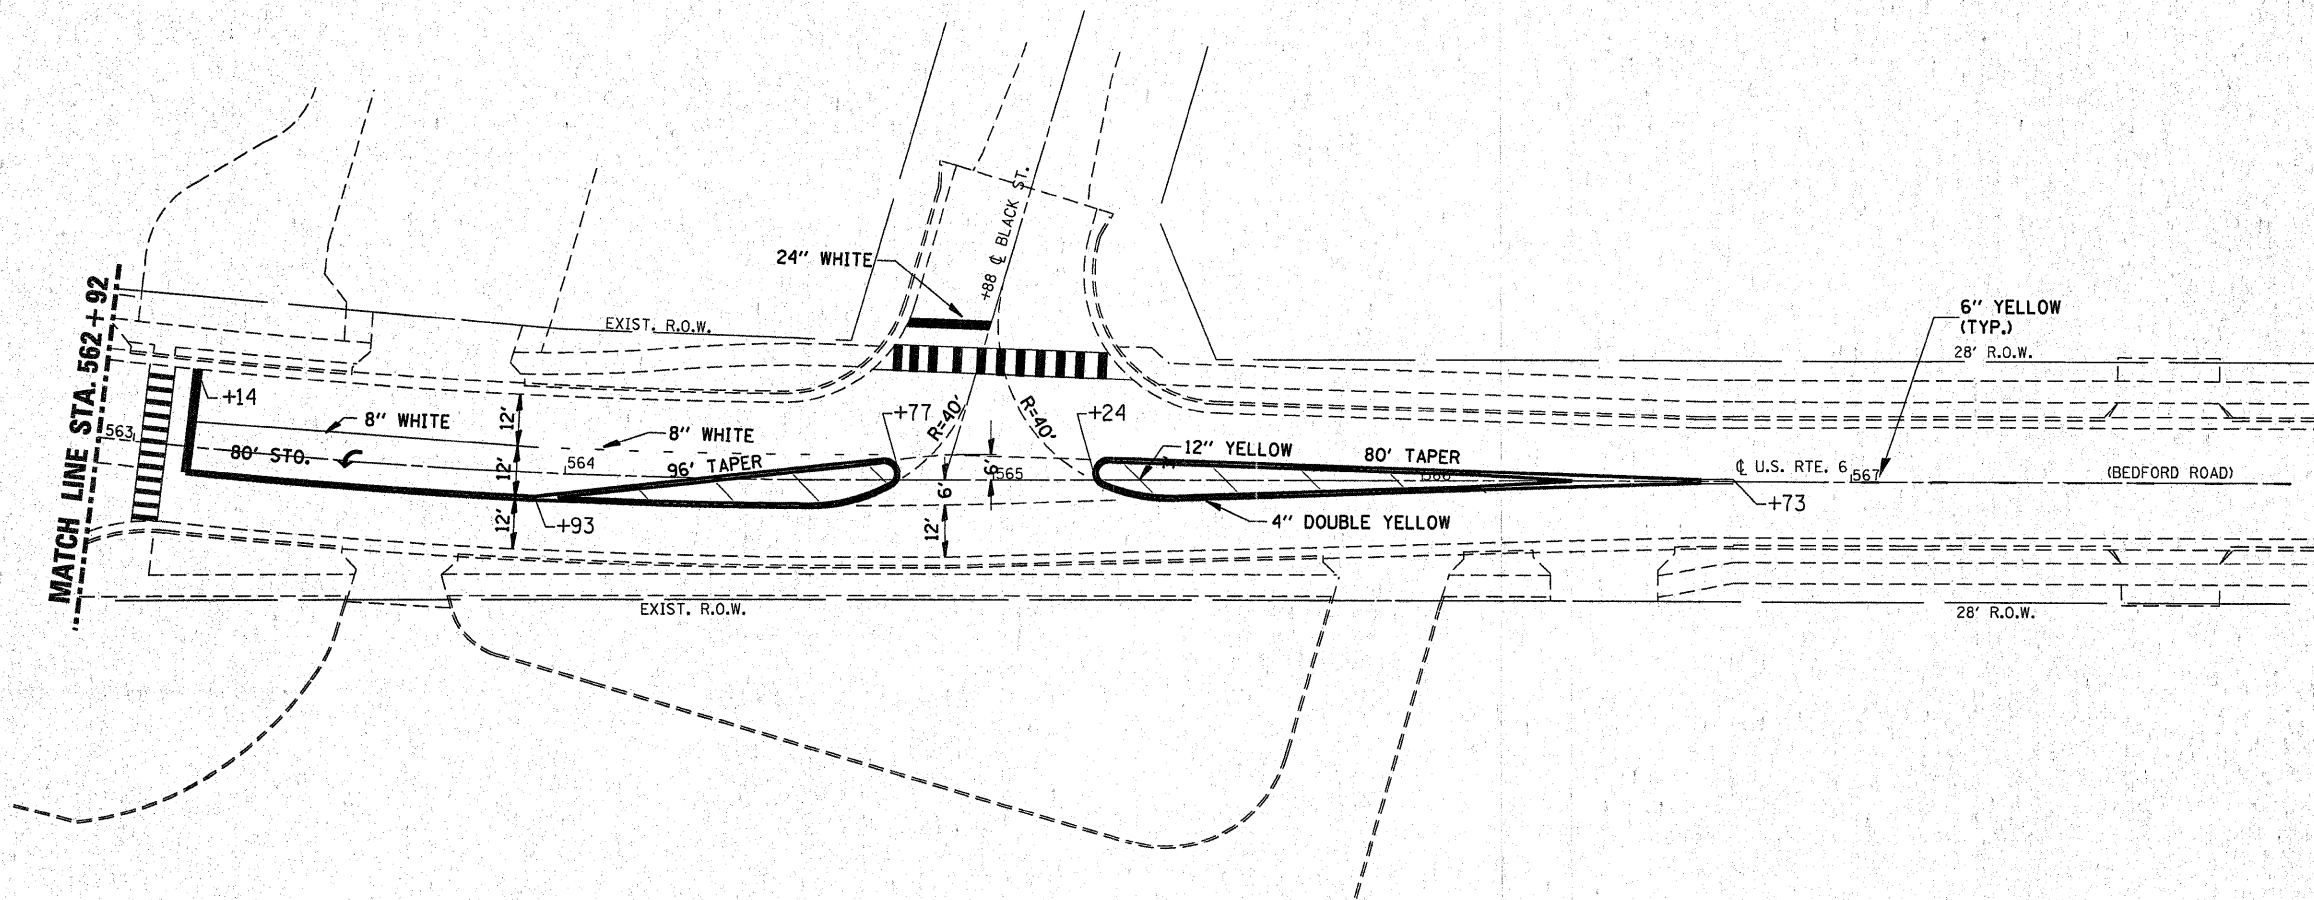 MATCH LINE STA. 562 + 92
563
+14
8" WHITE
80' STO.
12'
12'
12'
EXIST. R.O.W.
564
8" WHITE
96' TAPER
+93
24" WHITE
+88 ℄ BLACK ST.
+77
R=40'
R=40'
+24
6'
6'
12'
565
12" YELLOW
80' TAPER
566
4" DOUBLE YELLOW
℄ U.S. RTE. 6
567
+73
6" YELLOW
(TYP.)
28' R.O.W.
(BEDFORD ROAD)
EXIST. R.O.W.
28' R.O.W.